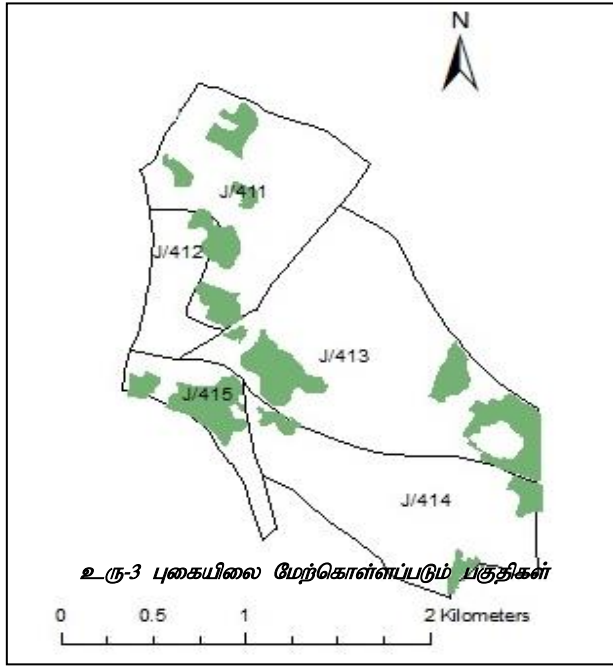 N
J/411
J/412
J/413
J/415
J/414
உரு-3 புகையிலை மேற்கொள்ளப்படும் பகுதிகள்
0 0.5 1 2 Kilometers